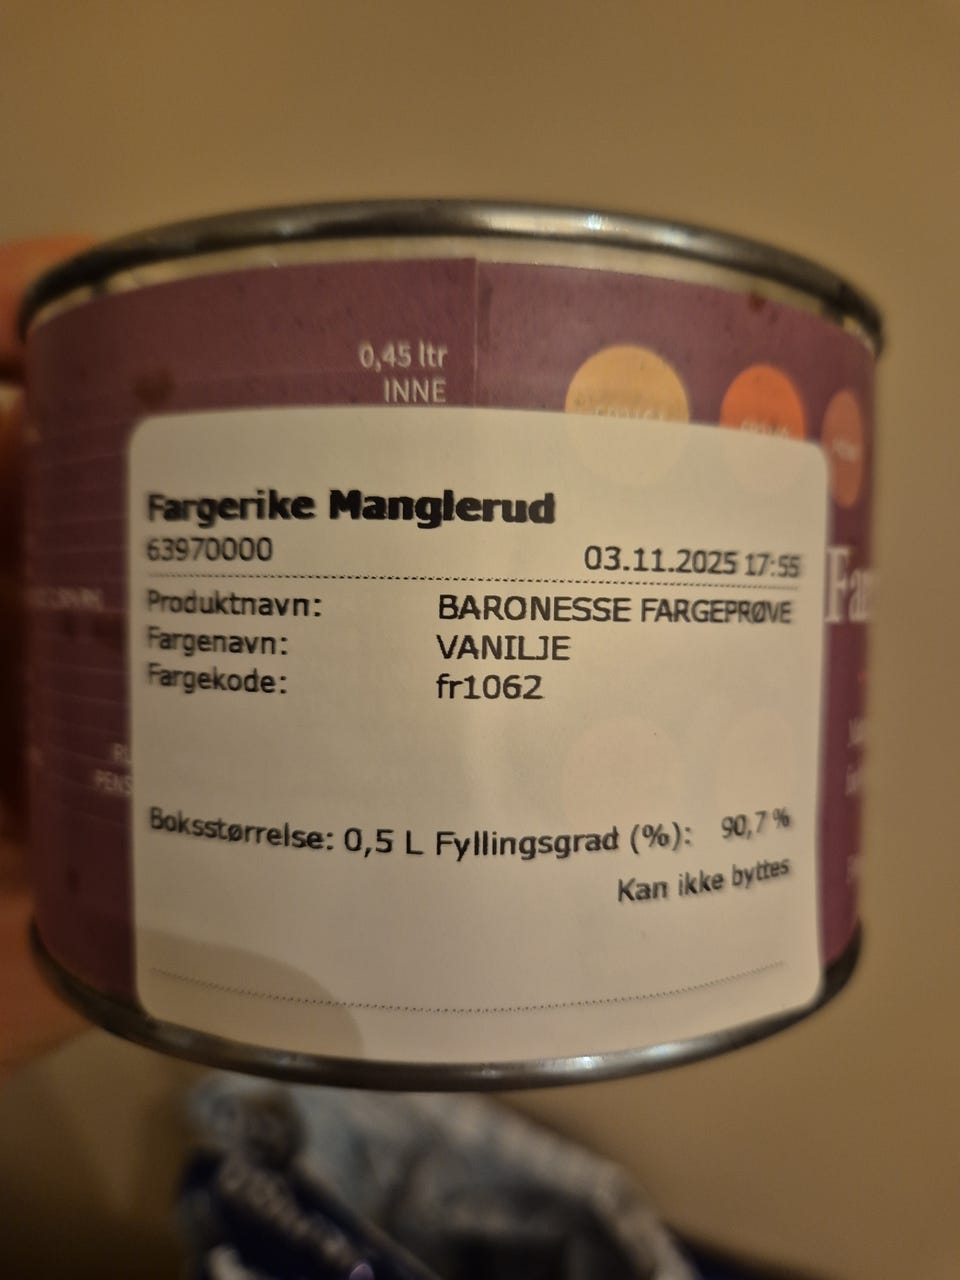 0,45 ltr
INNE
Fargerike Manglerud
63970000 03.11.2025 17:55
Produktnavn: BARONESSE FARGEPRØVE
Fargenavn: VANILJE
Fargekode: fr1062
Boksstørrelse: 0,5 L Fyllingsgrad (%): 90,7 %
Kan ikke byttes